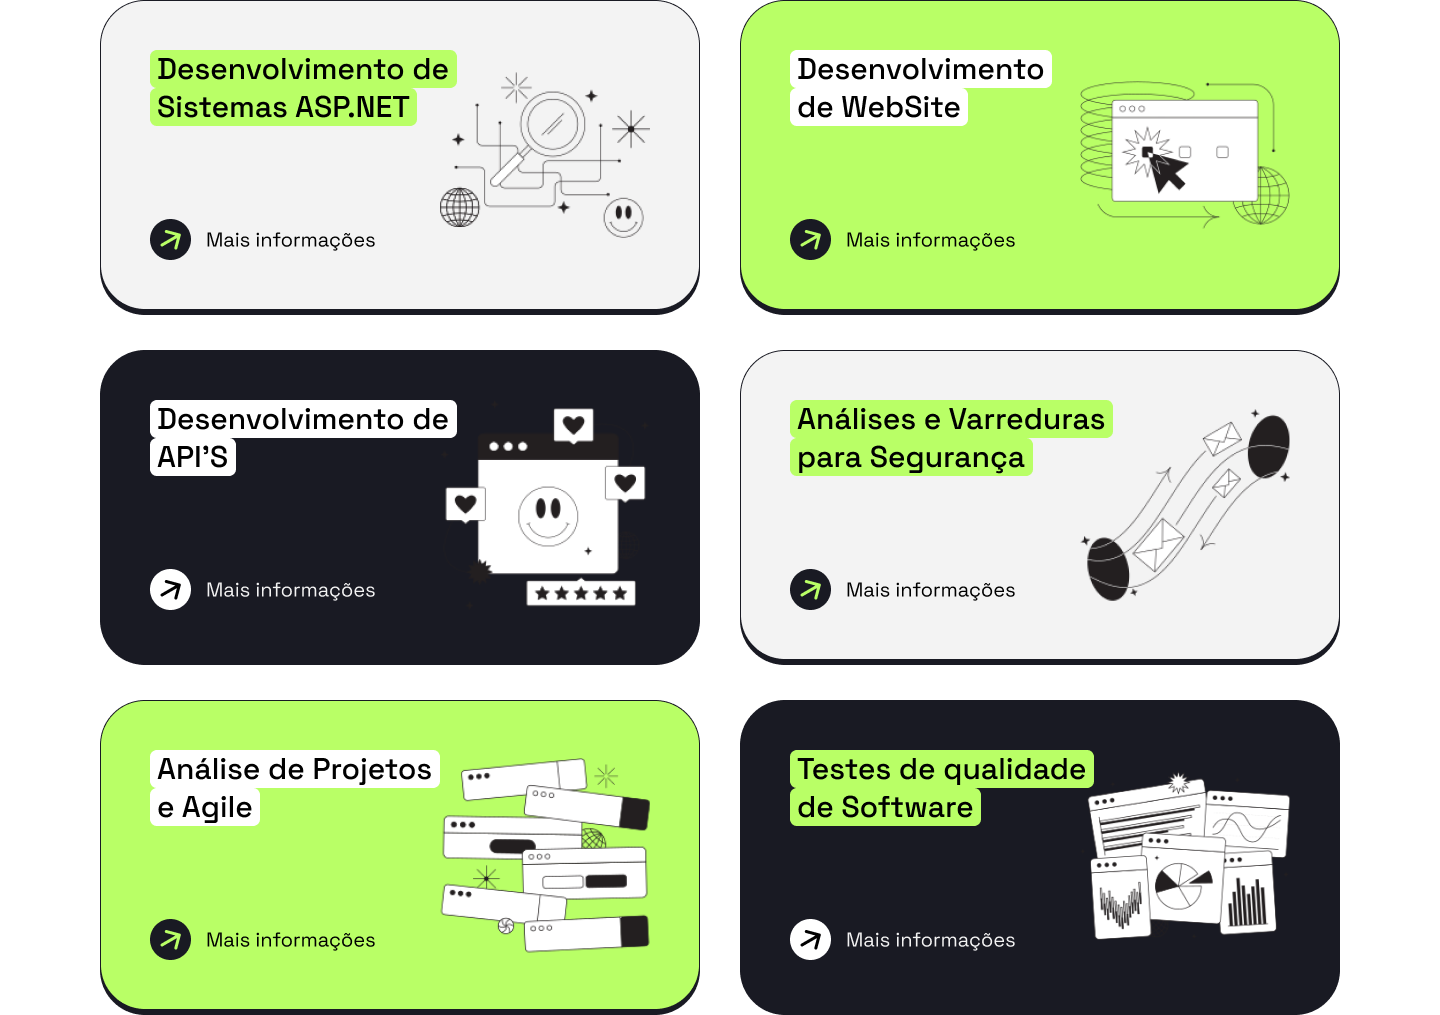 Desenvolvimento de
Sistemas ASP.NET
Mais informações
Desenvolvimento
de WebSite
Mais informações
Desenvolvimento de
API'S
Mais informações
Análises e Varreduras
para Segurança
Mais informações
Análise de Projetos
e Agile
Mais informações
Testes de qualidade
de Software
Mais informações